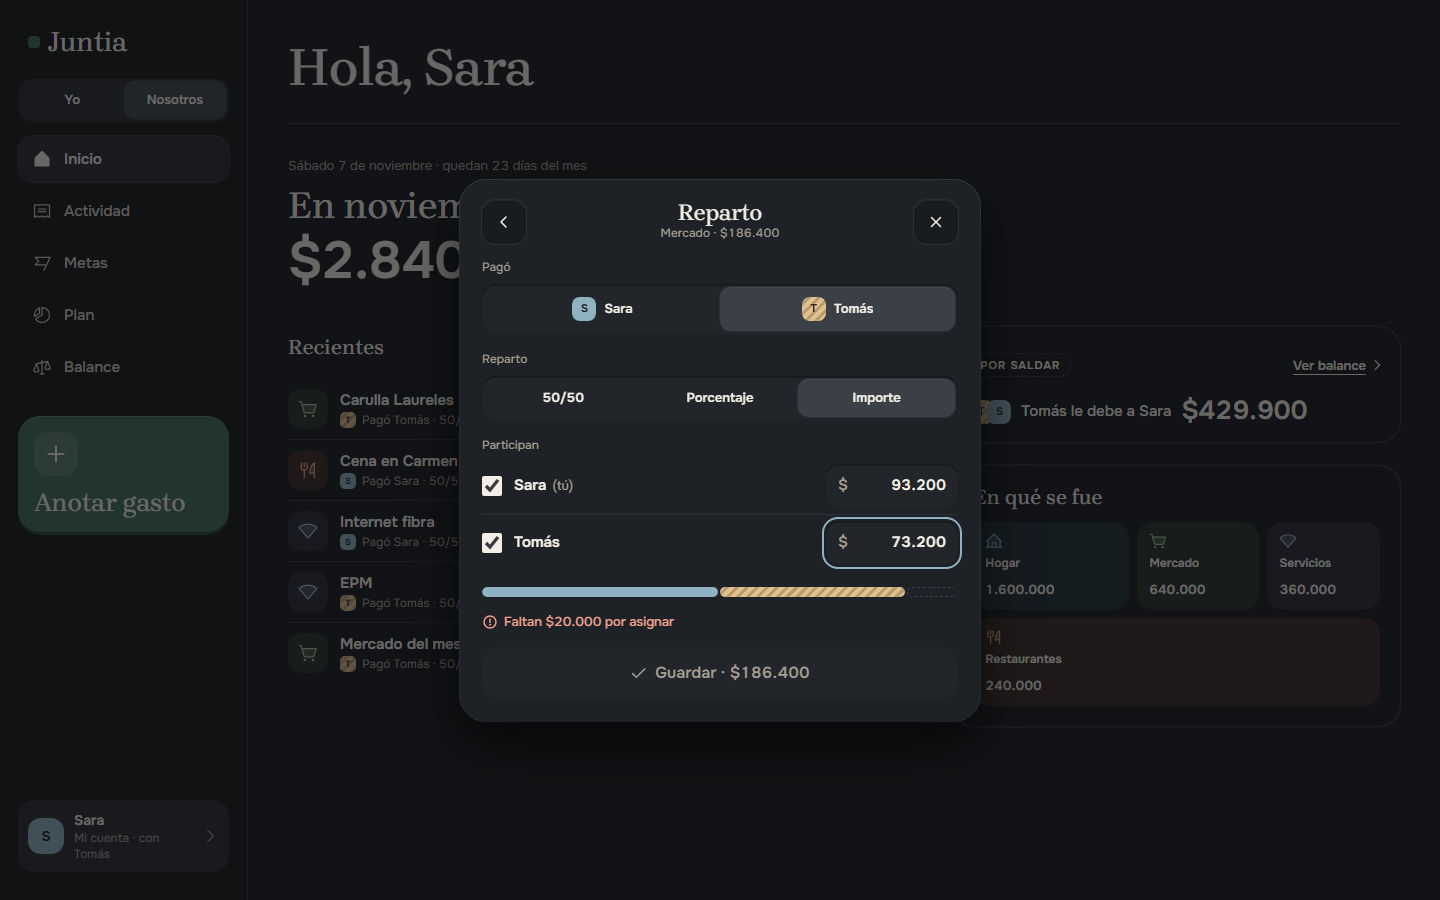 Juntia
Yo
Nosotros
Inicio
Actividad
Metas
Plan
Balance
Anotar gasto
S
Sara
Mi cuenta · con
Tomás
Hola, Sara
Sábado 7 de noviembre · quedan 23 días del mes
En noviem
$2.840
Recientes
Carulla Laureles
T Pagó Tomás · 50/
Cena en Carmen
S Pagó Sara · 50/5
Internet fibra
S Pagó Sara · 50/5
EPM
T Pagó Tomás · 50/
Mercado del mes
T Pagó Tomás · 50/
Reparto
Mercado · $186.400
Pagó
S Sara
T Tomás
Reparto
50/50
Porcentaje
Importe
Participan
Sara (tú)
$ 93.200
Tomás
$ 73.200
Faltan $20.000 por asignar
Guardar · $186.400
POR SALDAR
Ver balance
T S Tomás le debe a Sara $429.900
En qué se fue
Hogar
1.600.000
Mercado
640.000
Servicios
360.000
Restaurantes
240.000